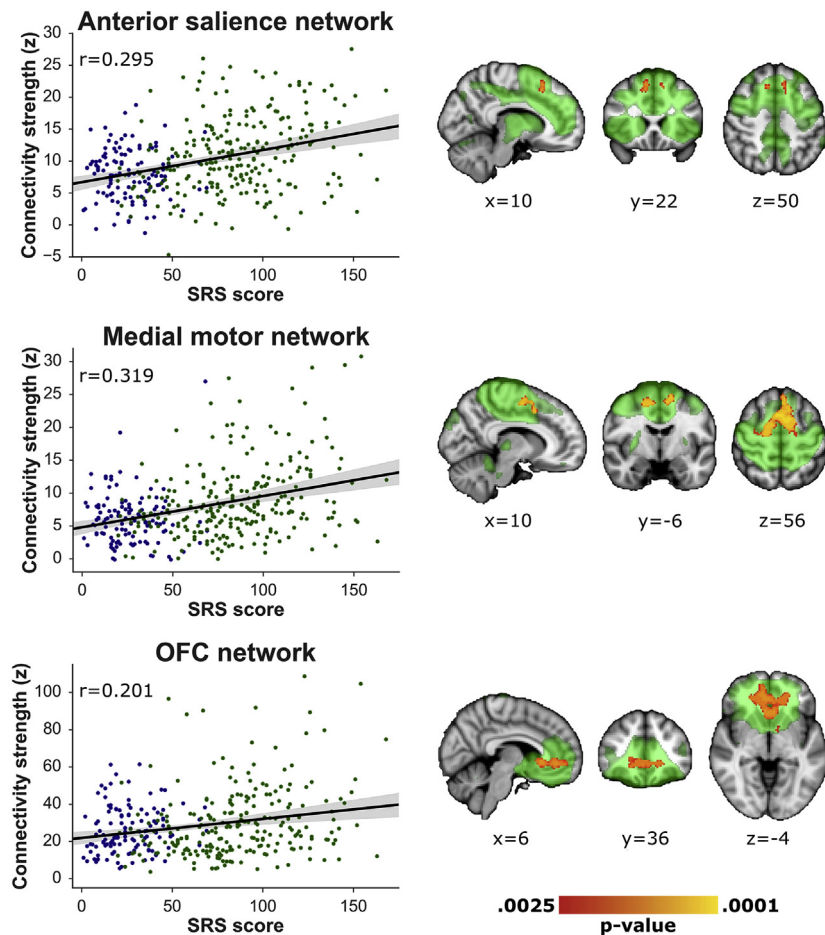 Anterior salience network
r=0.295
Connectivity strength (z)
30
25
20
15
10
5
0
−5
0 50 100 150
SRS score
x=10 y=22 z=50
Medial motor network
r=0.319
Connectivity strength (z)
30
25
20
15
10
5
0
0 50 100 150
SRS score
x=10 y=-6 z=56
OFC network
r=0.201
Connectivity strength (z)
100
80
60
40
20
0
0 50 100 150
SRS score
x=6 y=36 z=-4
.0025 .0001
p-value